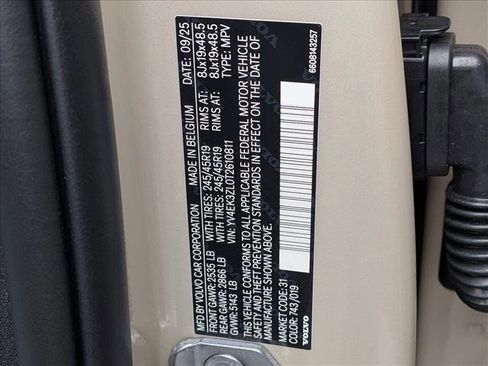 MFD BY: VOLVO CAR CORPORATION MADE IN BELGIUM DATE: 09/25
FRONT GAWR: 2535 LB WITH TIRES: 245/45R19 RIMS AT: 8Jx19x48.5
REAR GAWR: 2866 LB WITH TIRES: 245/45R19 RIMS AT: 8Jx19x48.5
GVWR: 5143 LB VIN: YV4EK3ZL0T2610811 TYPE: MPV
THIS VEHICLE CONFORMS TO ALL APPLICABLE FEDERAL MOTOR VEHICLE
SAFETY AND THEFT PREVENTION STANDARDS IN EFFECT ON THE DATE OF
MANUFACTURE SHOWN ABOVE.
MARKET CODE: 31
COLOR: 743 /019
VOLVO
6608143257